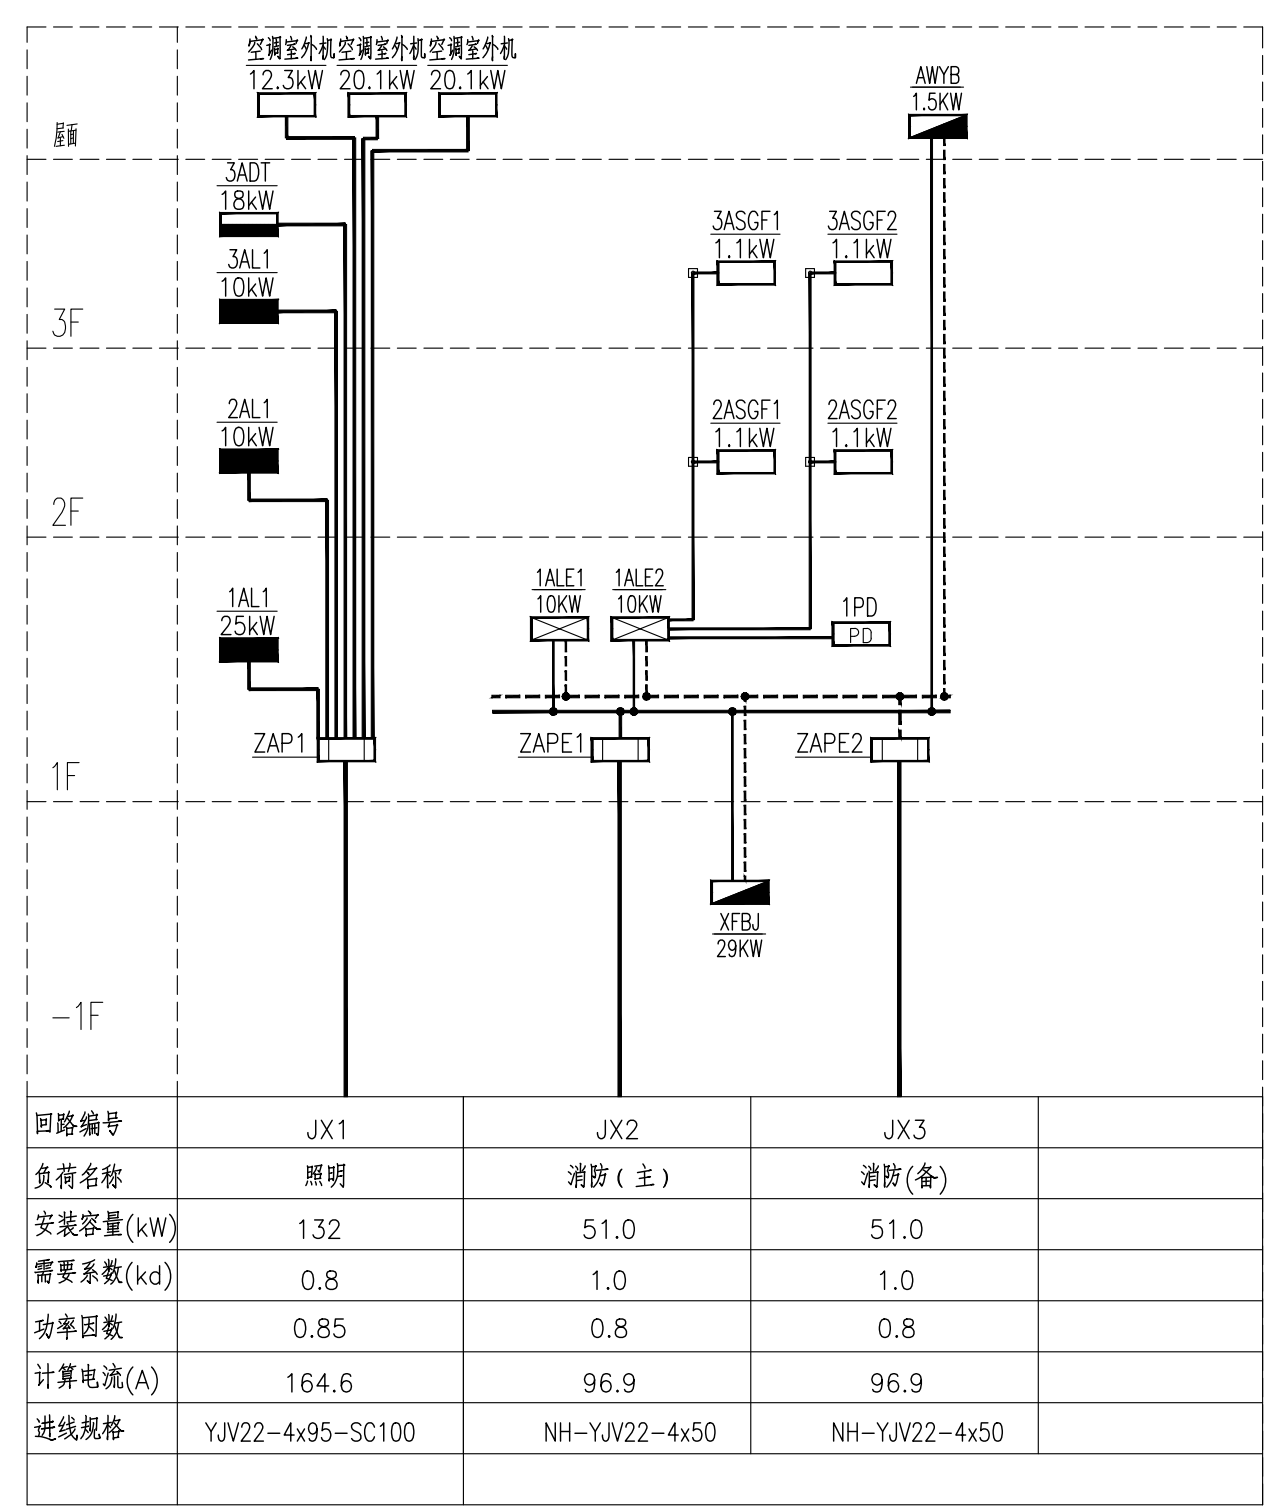 空调室外机 空调室外机 空调室外机
12.3kW 20.1kW 20.1kW
AWYB
1.5KW
屋面
3ADT
18kW
3AL1
10kW
3ASGF1 3ASGF2
1.1kW 1.1kW
3F
2AL1
10kW
2ASGF1 2ASGF2
1.1kW 1.1kW
2F
1AL1
25kW
1ALE1 1ALE2
10KW 10KW
1PD
PD
ZAP1 ZAPE1 ZAPE2
1F
XFBJ
29KW
-1F
回路编号 JX1 JX2 JX3
负荷名称 照明 消防(主) 消防(备)
安装容量(kW) 132 51.0 51.0
需要系数(kd) 0.8 1.0 1.0
功率因数 0.85 0.8 0.8
计算电流(A) 164.6 96.9 96.9
进线规格 YJV22-4x95-SC100 NH-YJV22-4x50 NH-YJV22-4x50